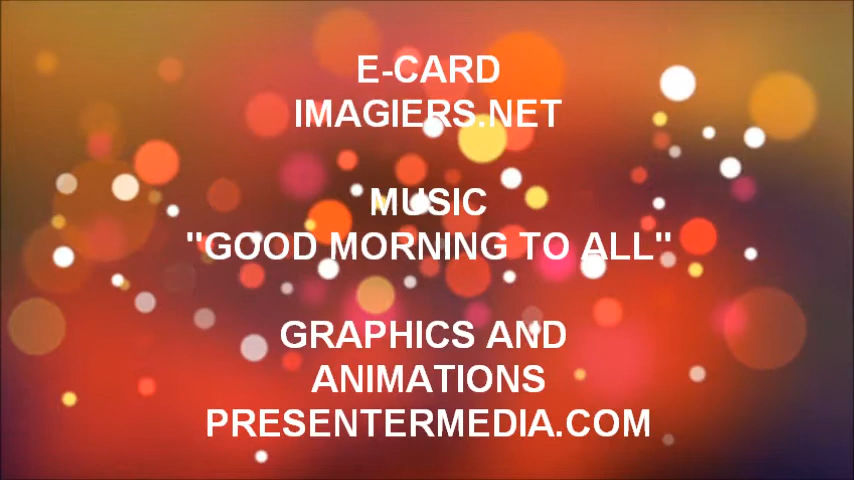 E-CARD
IMAGIERS.NET
MUSIC
"GOOD MORNING TO ALL"
GRAPHICS AND
ANIMATIONS
PRESENTERMEDIA.COM